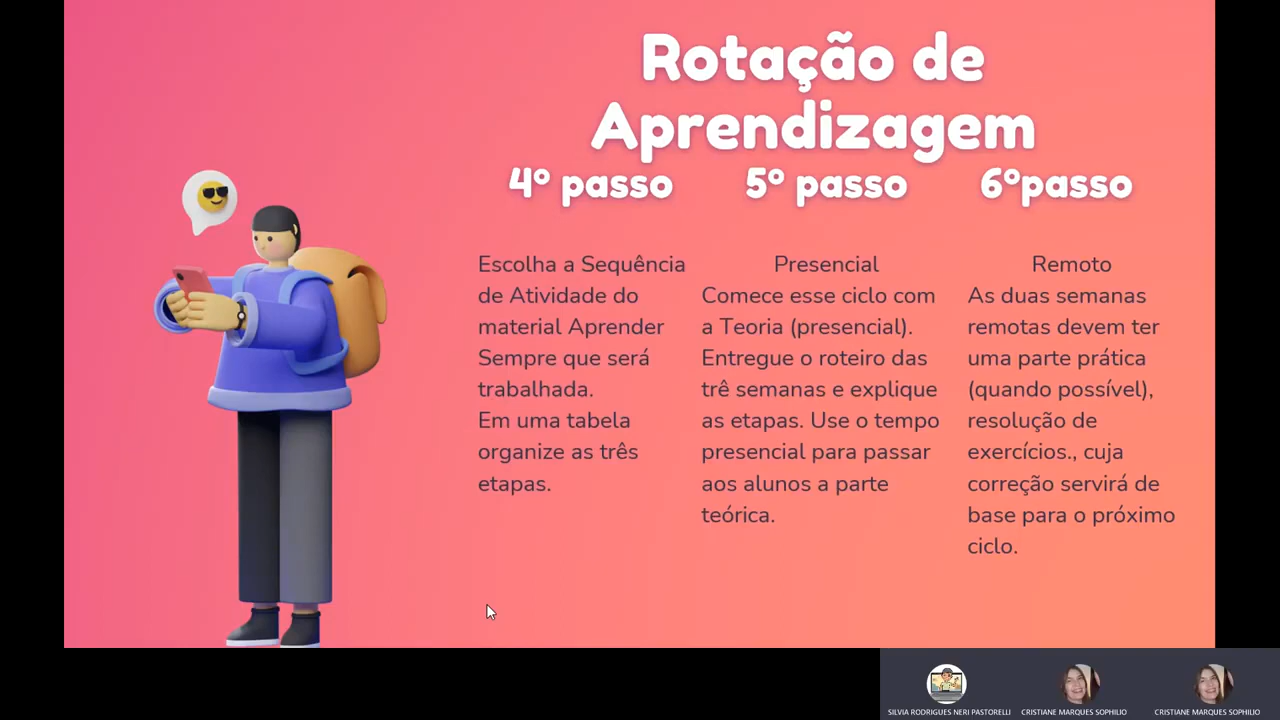 Rotação de
Aprendizagem
4º passo
5º passo
6ºpasso
Escolha a Sequência
de Atividade do
material Aprender
Sempre que será
trabalhada.
Em uma tabela
organize as três
etapas.
Presencial
Comece esse ciclo com
a Teoria (presencial).
Entregue o roteiro das
trê semanas e explique
as etapas. Use o tempo
presencial para passar
aos alunos a parte
teórica.
Remoto
As duas semanas
remotas devem ter
uma parte prática
(quando possível),
resolução de
exercícios., cuja
correção servirá de
base para o próximo
ciclo.
SILVIA RODRIGUES NERI PASTORELLI
CRISTIANE MARQUES SOPHILIO
CRISTIANE MARQUES SOPHILIO